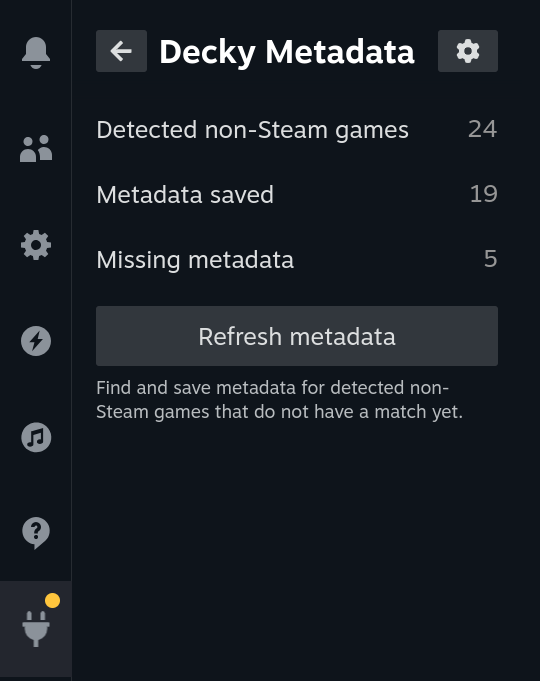 Decky Metadata
Detected non-Steam games 24
Metadata saved 19
Missing metadata 5
Refresh metadata
Find and save metadata for detected non-
Steam games that do not have a match yet.